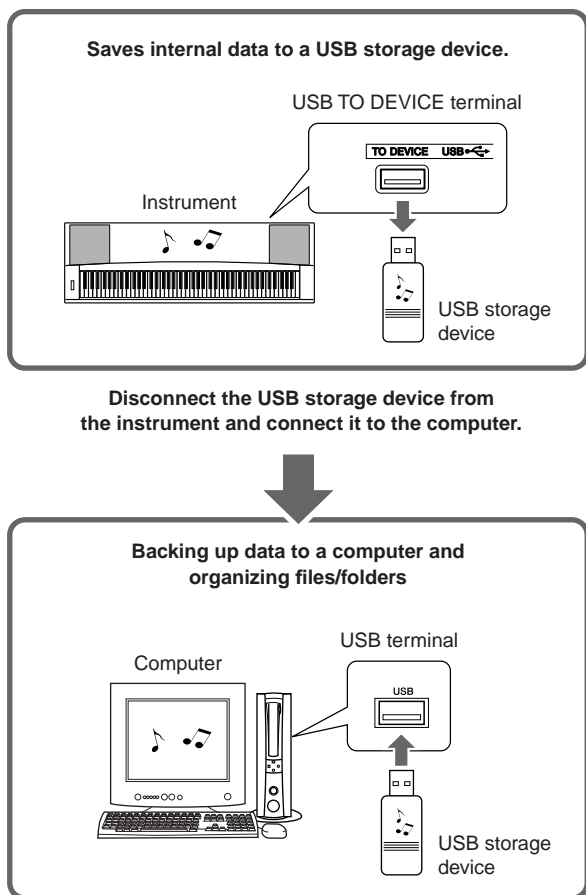 Saves internal data to a USB storage device.
USB TO DEVICE terminal
TO DEVICE USB
Instrument
USB storage
device
Disconnect the USB storage device from
the instrument and connect it to the computer.
Backing up data to a computer and
organizing files/folders
USB terminal
Computer
USB
USB storage
device